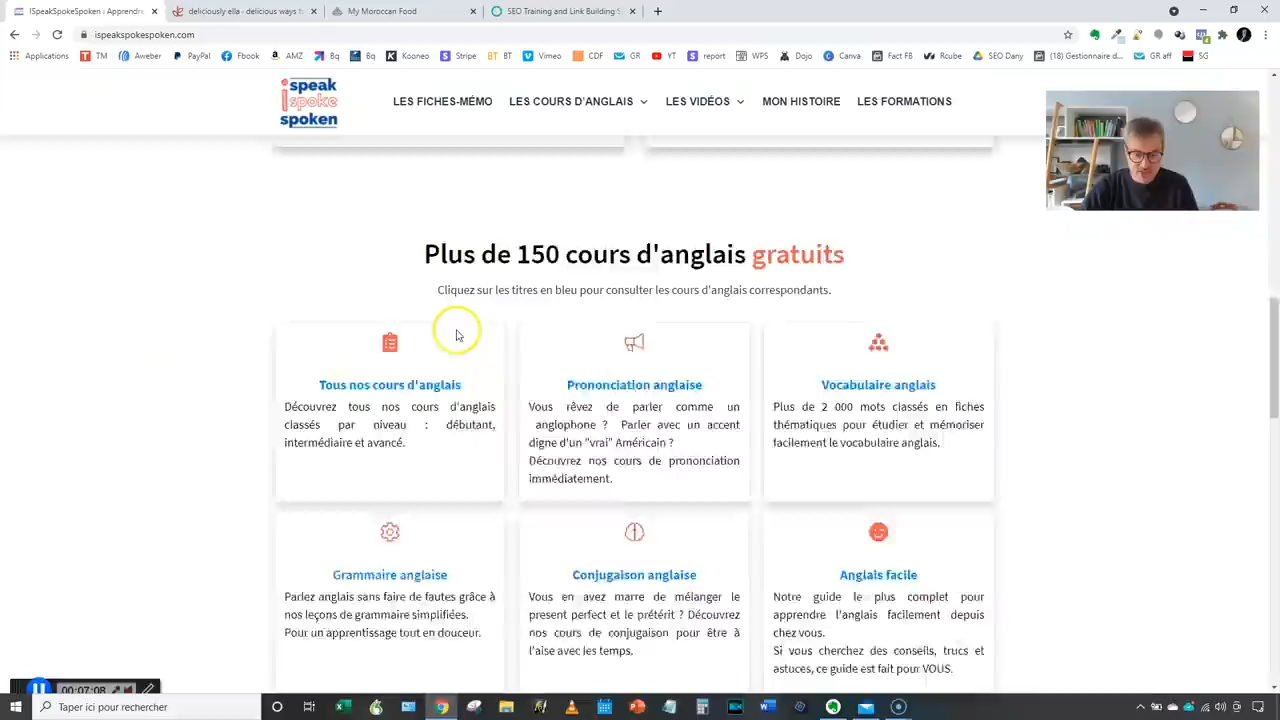 ISpeakSpokeSpoken : Apprendre
deliciously ella - delicious ways t
My Moroccan Food
SEO Training and Link Building S
ispeakspokespoken.com
Applications
TM
Aweber
PayPal
Fbook
AMZ
Bq
6q
Kooneo
Stripe
BT
BT
Vimeo
CDF
GR
YT
report
WPS
Dojo
Canva
Fact FB
Rcube
SEO Dany
(18) Gestionnaire d...
GR aff
SG
ispeak
ispoke
spoken
LES FICHES-MÉMO
LES COURS D'ANGLAIS
LES VIDÉOS
MON HISTOIRE
LES FORMATIONS
Plus de 150 cours d'anglais gratuits
Cliquez sur les titres en bleu pour consulter les cours d'anglais correspondants.
Tous nos cours d'anglais
Découvrez tous nos cours d'anglais
classés par niveau : débutant,
intermédiaire et avancé.
Prononciation anglaise
Vous rêvez de parler comme un
anglophone ? Parler avec un accent
digne d'un "vrai" Américain ?
Découvrez nos cours de prononciation
immédiatement.
Vocabulaire anglais
Plus de 2 000 mots classés en fiches
thématiques pour étudier et mémoriser
facilement le vocabulaire anglais.
Grammaire anglaise
Parlez anglais sans faire de fautes grâce à
nos leçons de grammaire simplifiées.
Pour un apprentissage tout en douceur.
Conjugaison anglaise
Vous en avez marre de mélanger le
present perfect et le prétérit ? Découvrez
nos cours de conjugaison pour être à
l'aise avec les temps.
Anglais facile
Notre guide le plus complet pour
apprendre l'anglais facilement depuis
chez vous.
Si vous cherchez des conseils, trucs et
astuces, ce guide est fait pour VOUS.
00:07:08
Taper ici pour rechercher